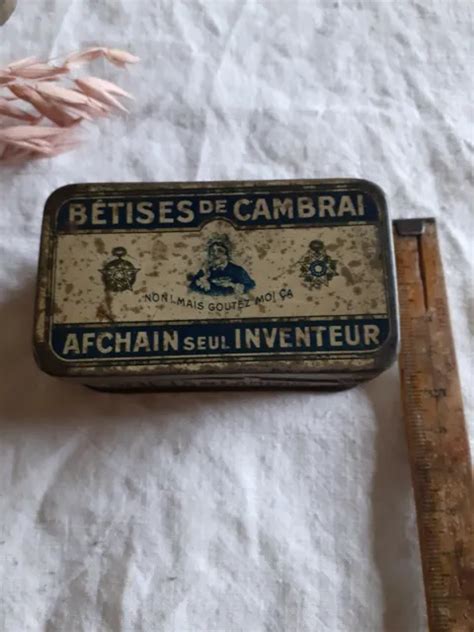 BÊTISES DE CAMBRAI
NON! MAIS GOUTEZ MOI ÇA
AFCHAIN SEUL INVENTEUR